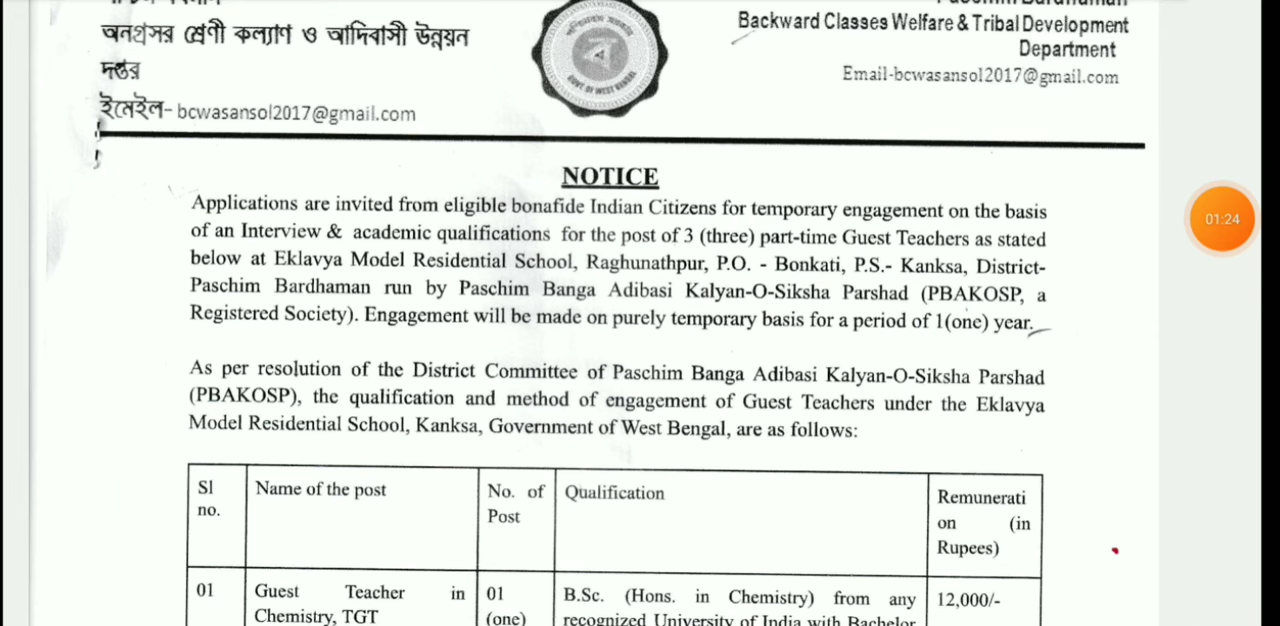 অনগ্রসর শ্রেণী কল্যাণ ও আদিবাসী উন্নয়ন
দপ্তর
ইমেইল- bcwasansol2017@gmail.com
Backward Classes Welfare & Tribal Development
Department
Email-bcwasansol2017@gmail.com
GOVT. OF WEST BENGAL
NOTICE
Applications are invited from eligible bonafide Indian Citizens for temporary engagement on the basis
of an Interview & academic qualifications for the post of 3 (three) part-time Guest Teachers as stated
below at Eklavya Model Residential School, Raghunathpur, P.O. - Bonkati, P.S.- Kanksa, District-
Paschim Bardhaman run by Paschim Banga Adibasi Kalyan-O-Siksha Parshad (PBAKOSP, a
Registered Society). Engagement will be made on purely temporary basis for a period of 1(one) year.
As per resolution of the District Committee of Paschim Banga Adibasi Kalyan-O-Siksha Parshad
(PBAKOSP), the qualification and method of engagement of Guest Teachers under the Eklavya
Model Residential School, Kanksa, Government of West Bengal, are as follows:
Sl
no.
Name of the post
No. of
Post
Qualification
Remunerati
on (in
Rupees)
01
Guest Teacher in
Chemistry, TGT
01
(one)
B.Sc. (Hons. in Chemistry) from any
recognized University of India with Bachelor
12,000/-
01:24